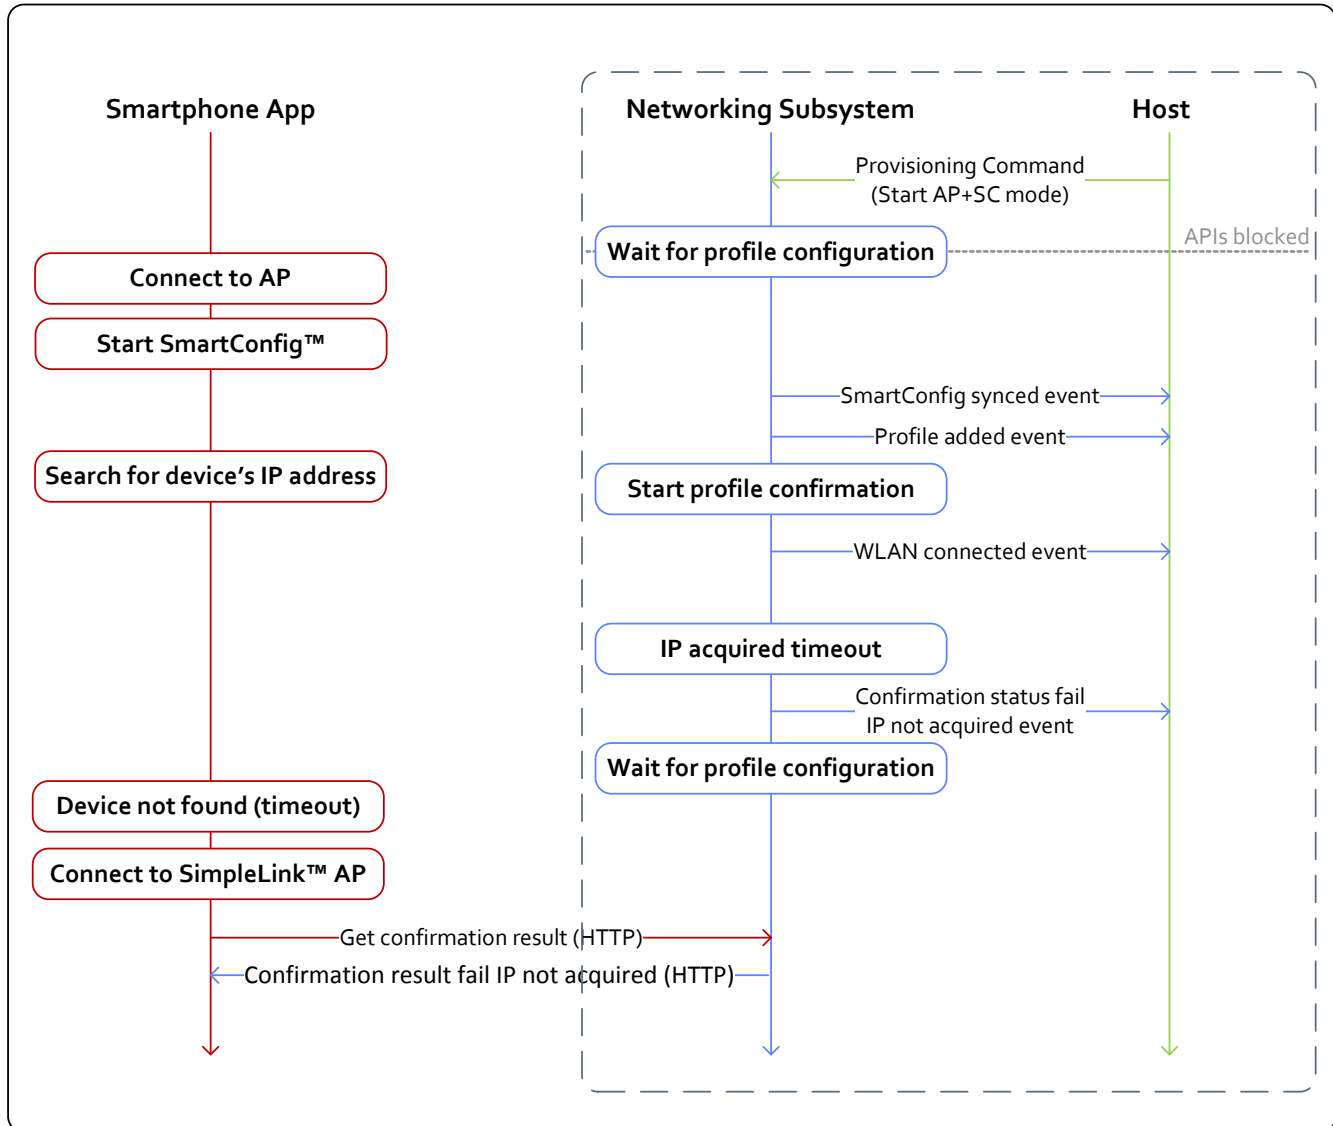 Smartphone App
Networking Subsystem
Host
Provisioning Command
(Start AP+SC mode)
APIs blocked
Wait for profile configuration
Connect to AP
Start SmartConfig™
SmartConfig synced event
Profile added event
Search for device’s IP address
Start profile confirmation
WLAN connected event
IP acquired timeout
Confirmation status fail
IP not acquired event
Wait for profile configuration
Device not found (timeout)
Connect to SimpleLink™ AP
Get confirmation result (HTTP)
Confirmation result fail IP not acquired (HTTP)